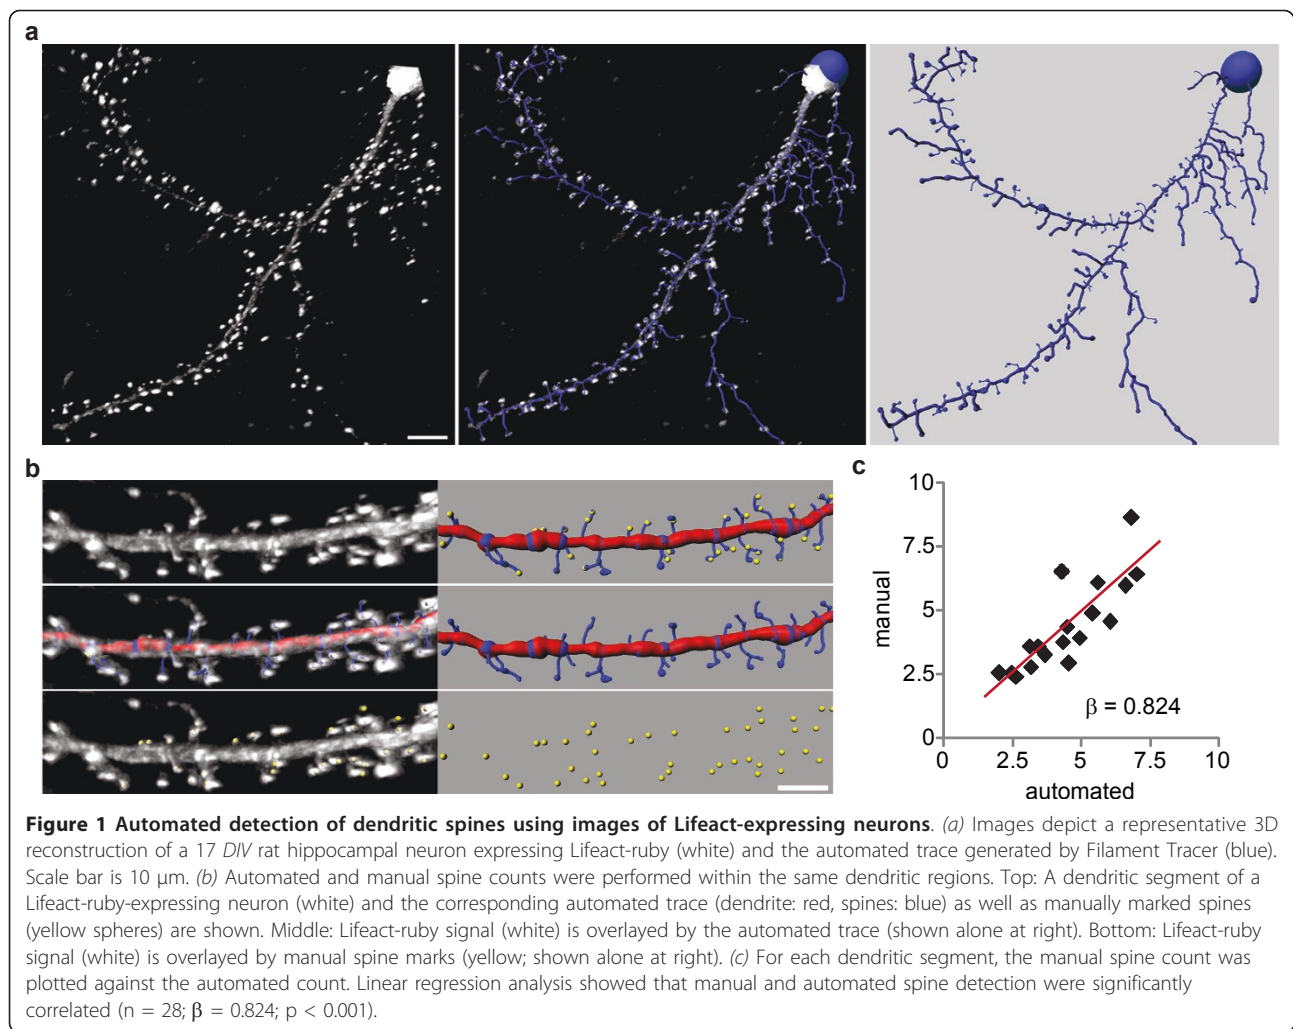 a
b
c
10
7.5
5
2.5
0
manual
β = 0.824
0 2.5 5 7.5 10
automated
Figure 1 Automated detection of dendritic spines using images of Lifeact-expressing neurons. (a) Images depict a representative 3D
reconstruction of a 17 DIV rat hippocampal neuron expressing Lifeact-ruby (white) and the automated trace generated by Filament Tracer (blue).
Scale bar is 10 μm. (b) Automated and manual spine counts were performed within the same dendritic regions. Top: A dendritic segment of a
Lifeact-ruby-expressing neuron (white) and the corresponding automated trace (dendrite: red, spines: blue) as well as manually marked spines
(yellow spheres) are shown. Middle: Lifeact-ruby signal (white) is overlayed by the automated trace (shown alone at right). Bottom: Lifeact-ruby
signal (white) is overlayed by manual spine marks (yellow; shown alone at right). (c) For each dendritic segment, the manual spine count was
plotted against the automated count. Linear regression analysis showed that manual and automated spine detection were significantly
correlated (n = 28; β = 0.824; p < 0.001).